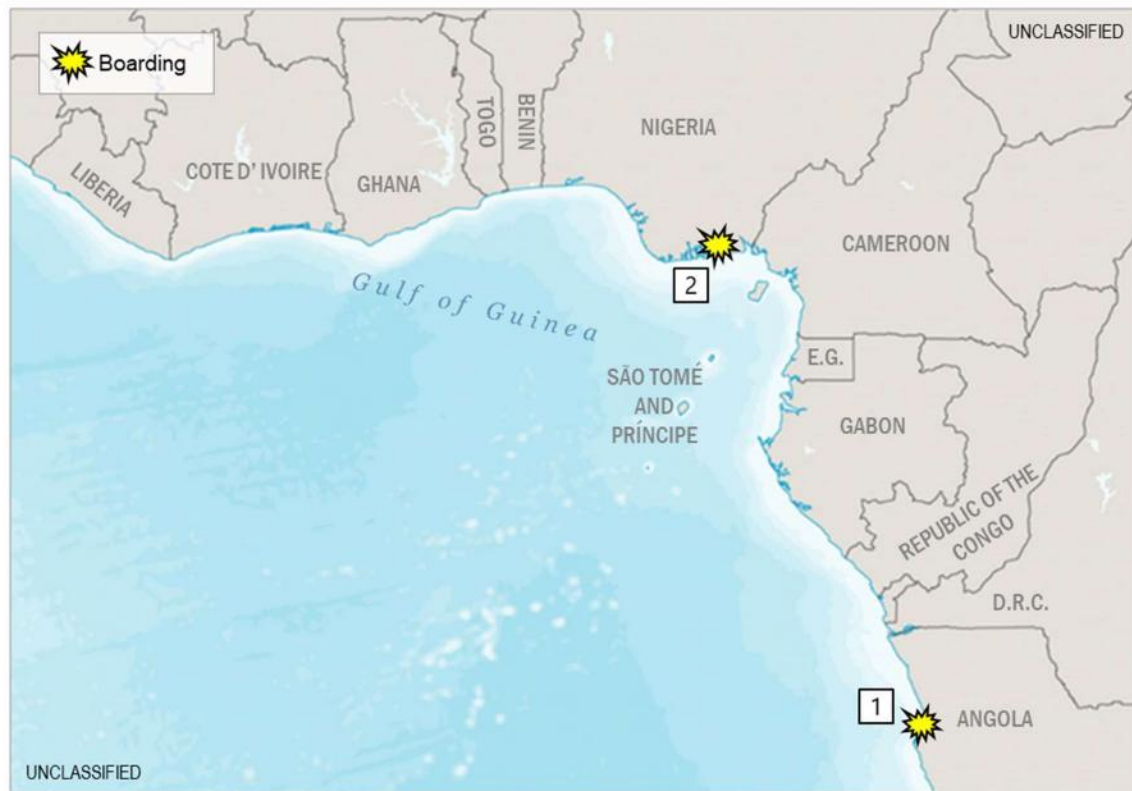 UNCLASSIFIED
Boarding
NIGERIA
TOGO
BENIN
COTE D' IVOIRE
GHANA
LIBERIA
CAMEROON
2
Gulf of Guinea
E.G.
SÃO TOMÉ
AND
PRÍNCIPE
GABON
REPUBLIC OF THE
CONGO
D.R.C.
1
ANGOLA
UNCLASSIFIED